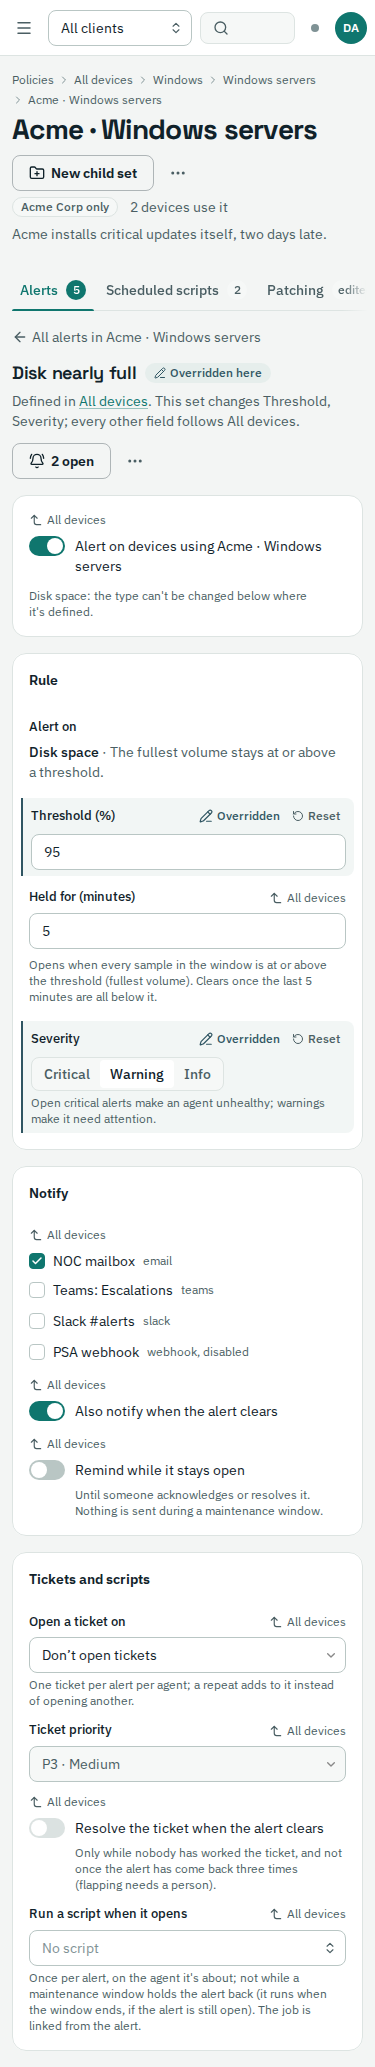 All clients
DA
Policies > All devices > Windows > Windows servers
> Acme · Windows servers
Acme · Windows servers
New child set
Acme Corp only 2 devices use it
Acme installs critical updates itself, two days late.
Alerts 5 Scheduled scripts 2 Patching edite
← All alerts in Acme · Windows servers
Disk nearly full Overridden here
Defined in All devices. This set changes Threshold,
Severity; every other field follows All devices.
2 open
All devices
Alert on devices using Acme · Windows
servers
Disk space: the type can't be changed below where
it's defined.
Rule
Alert on
Disk space · The fullest volume stays at or above
a threshold.
Threshold (%) Overridden Reset
95
Held for (minutes) All devices
5
Opens when every sample in the window is at or above
the threshold (fullest volume). Clears once the last 5
minutes are all below it.
Severity Overridden Reset
Critical Warning Info
Open critical alerts make an agent unhealthy; warnings
make it need attention.
Notify
All devices
NOC mailbox email
Teams: Escalations teams
Slack #alerts slack
PSA webhook webhook, disabled
All devices
Also notify when the alert clears
All devices
Remind while it stays open
Until someone acknowledges or resolves it.
Nothing is sent during a maintenance window.
Tickets and scripts
Open a ticket on All devices
Don't open tickets
One ticket per alert per agent; a repeat adds to it instead
of opening another.
Ticket priority All devices
P3 · Medium
All devices
Resolve the ticket when the alert clears
Only while nobody has worked the ticket, and not
once the alert has come back three times
(flapping needs a person).
Run a script when it opens All devices
No script
Once per alert, on the agent it's about; not while a
maintenance window holds the alert back (it runs when
the window ends, if the alert is still open). The job is
linked from the alert.